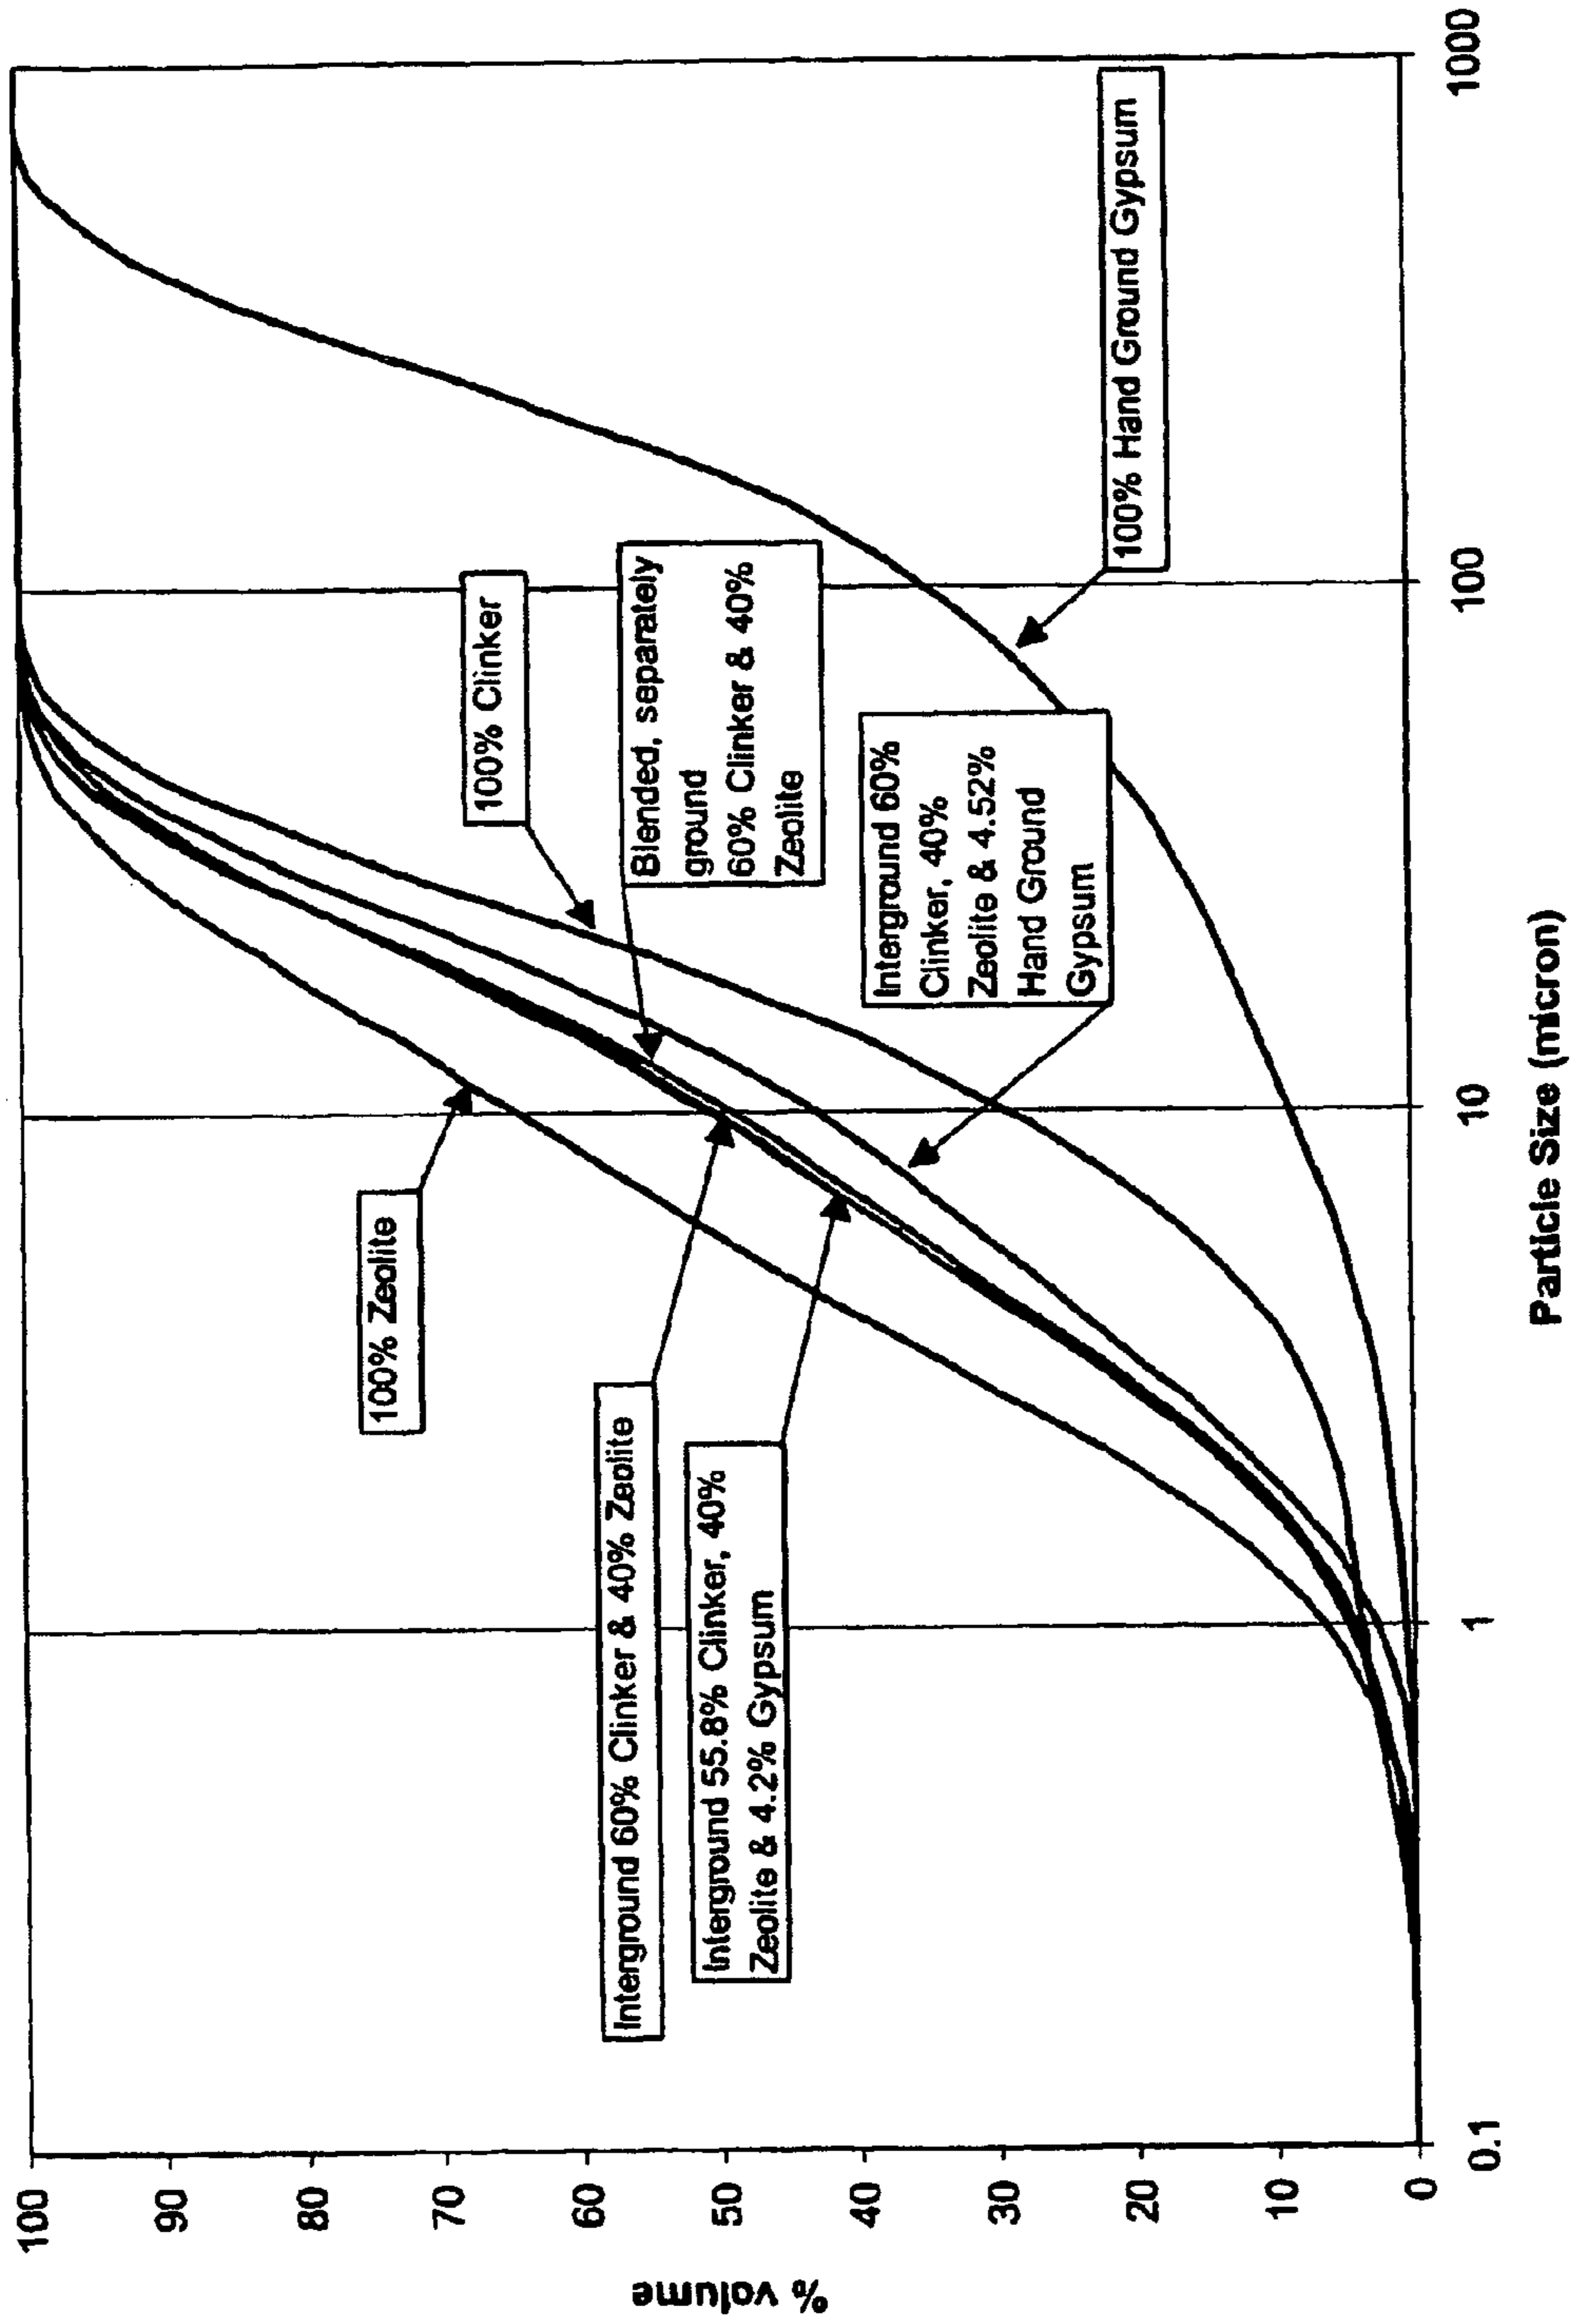 100% Zeolite
Interground 60% Clinker & 40% Zeolite
Interground 55.8% Clinker, 40%
Zeolite & 4.2% Gypsum
100% Clinker
Blended, separately
ground
60% Clinker & 40%
Zeolite
Interground 60%
Clinker, 40%
Zeolite & 4.52%
Hand Ground
Gypsum
100% Hand Ground Gypsum
% volume
100
90
80
70
60
50
40
30
20
10
0
0.1
1
10
100
1000
Particle Size (micron)